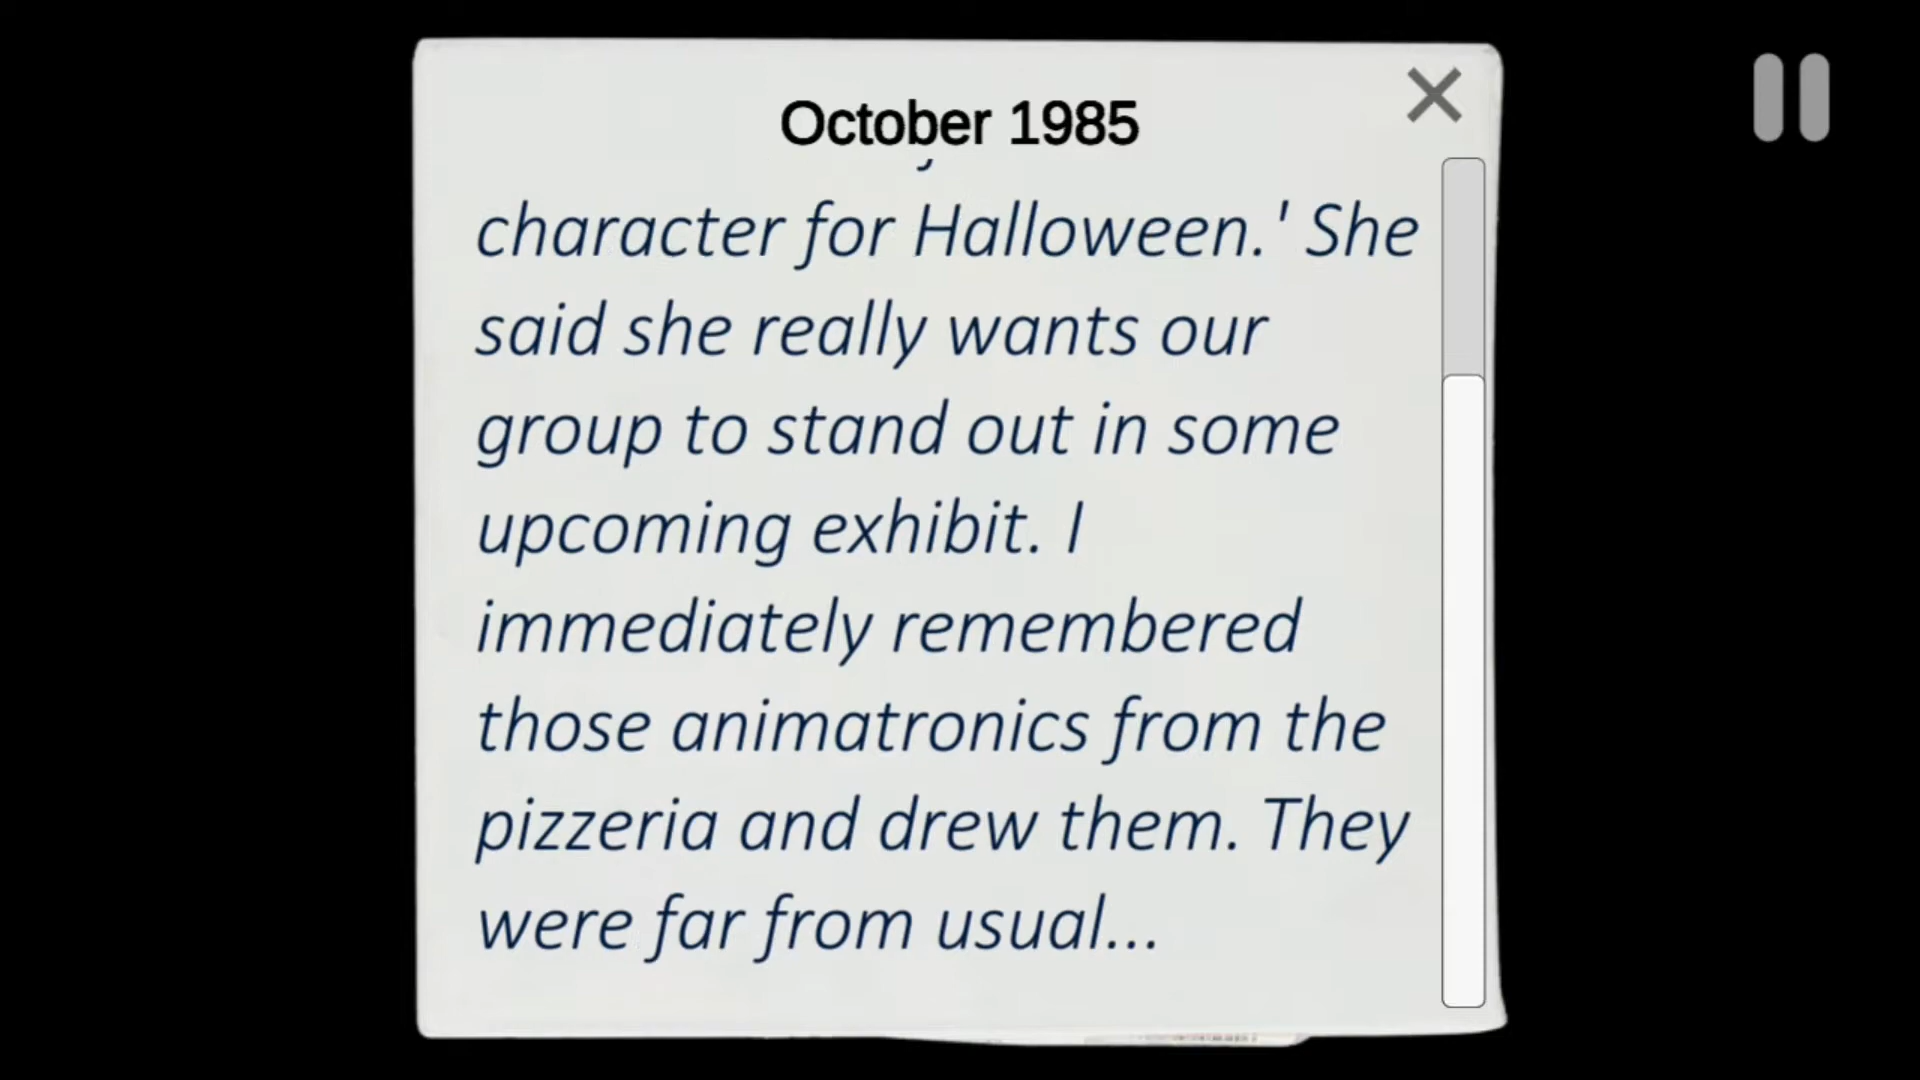 October 1985
character for Halloween.' She
said she really wants our
group to stand out in some
upcoming exhibit. I
immediately remembered
those animatronics from the
pizzeria and drew them. They
were far from usual...